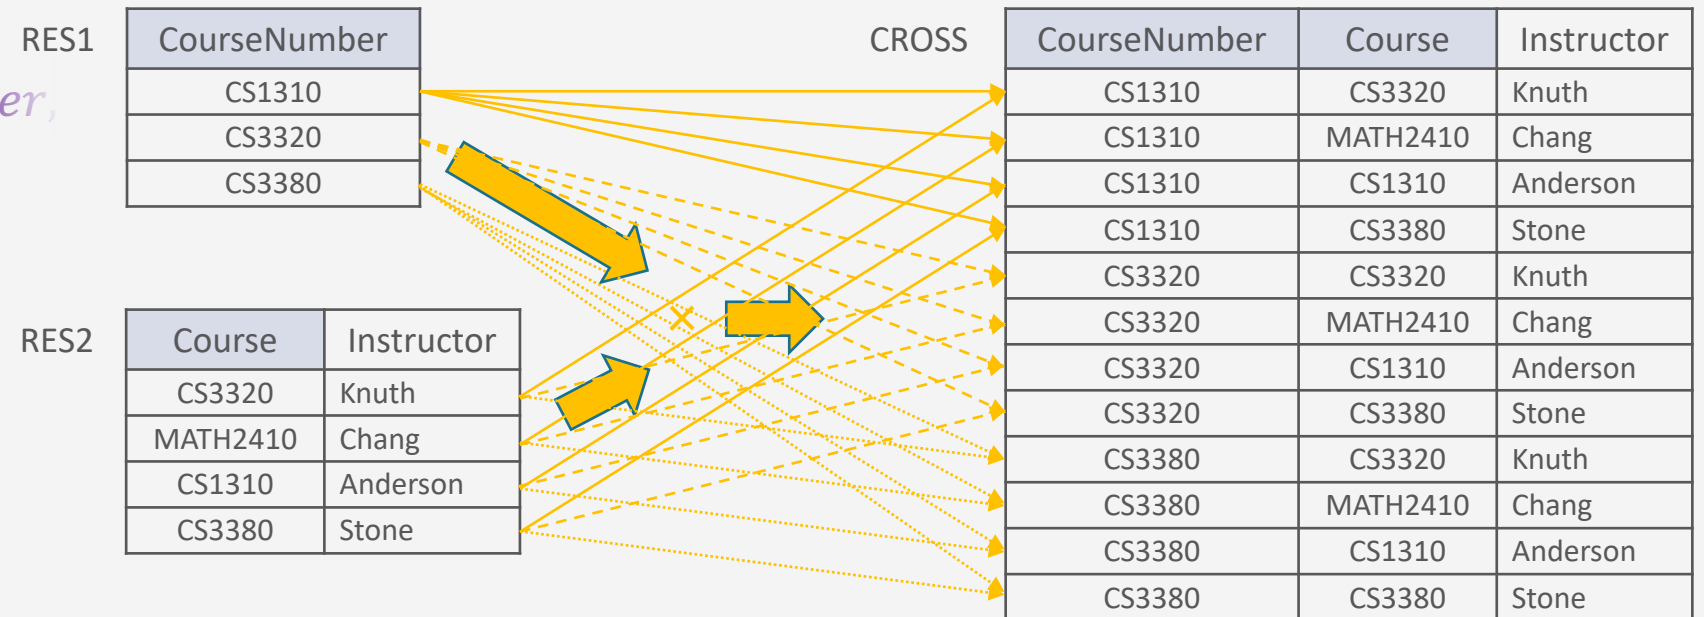 RES1
CourseNumber
CS1310
CS3320
CS3380
er,
RES2
Course Instructor
CS3320 Knuth
MATH2410 Chang
CS1310 Anderson
CS3380 Stone
×
CROSS
CourseNumber Course Instructor
CS1310 CS3320 Knuth
CS1310 MATH2410 Chang
CS1310 CS1310 Anderson
CS1310 CS3380 Stone
CS3320 CS3320 Knuth
CS3320 MATH2410 Chang
CS3320 CS1310 Anderson
CS3320 CS3380 Stone
CS3380 CS3320 Knuth
CS3380 MATH2410 Chang
CS3380 CS1310 Anderson
CS3380 CS3380 Stone